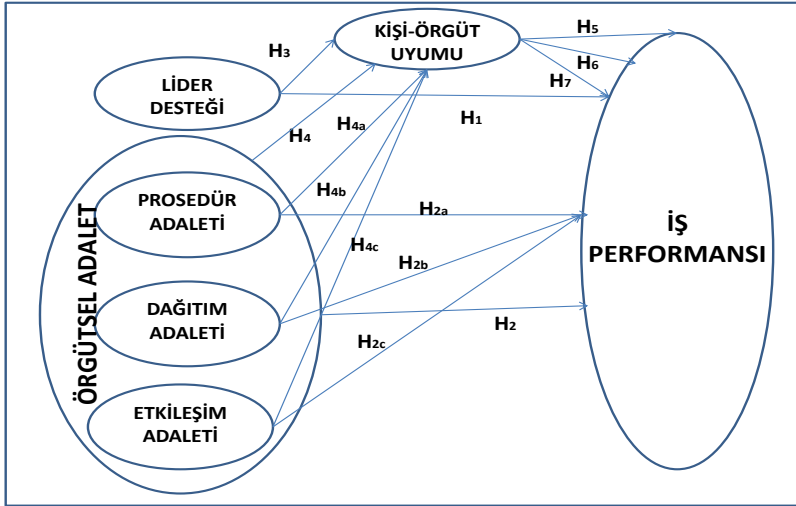 KİŞİ-ÖRGÜT
UYUMU
H5
H6
H7
H3
LİDER
DESTEĞİ
H1
H4
H4a
H4b
H4c
ÖRGÜTSEL ADALET
PROSEDÜR
ADALETİ
H2a
H2b
DAĞITIM
ADALETİ
H2
H2c
ETKİLEŞİM
ADALETİ
İŞ
PERFORMANSI